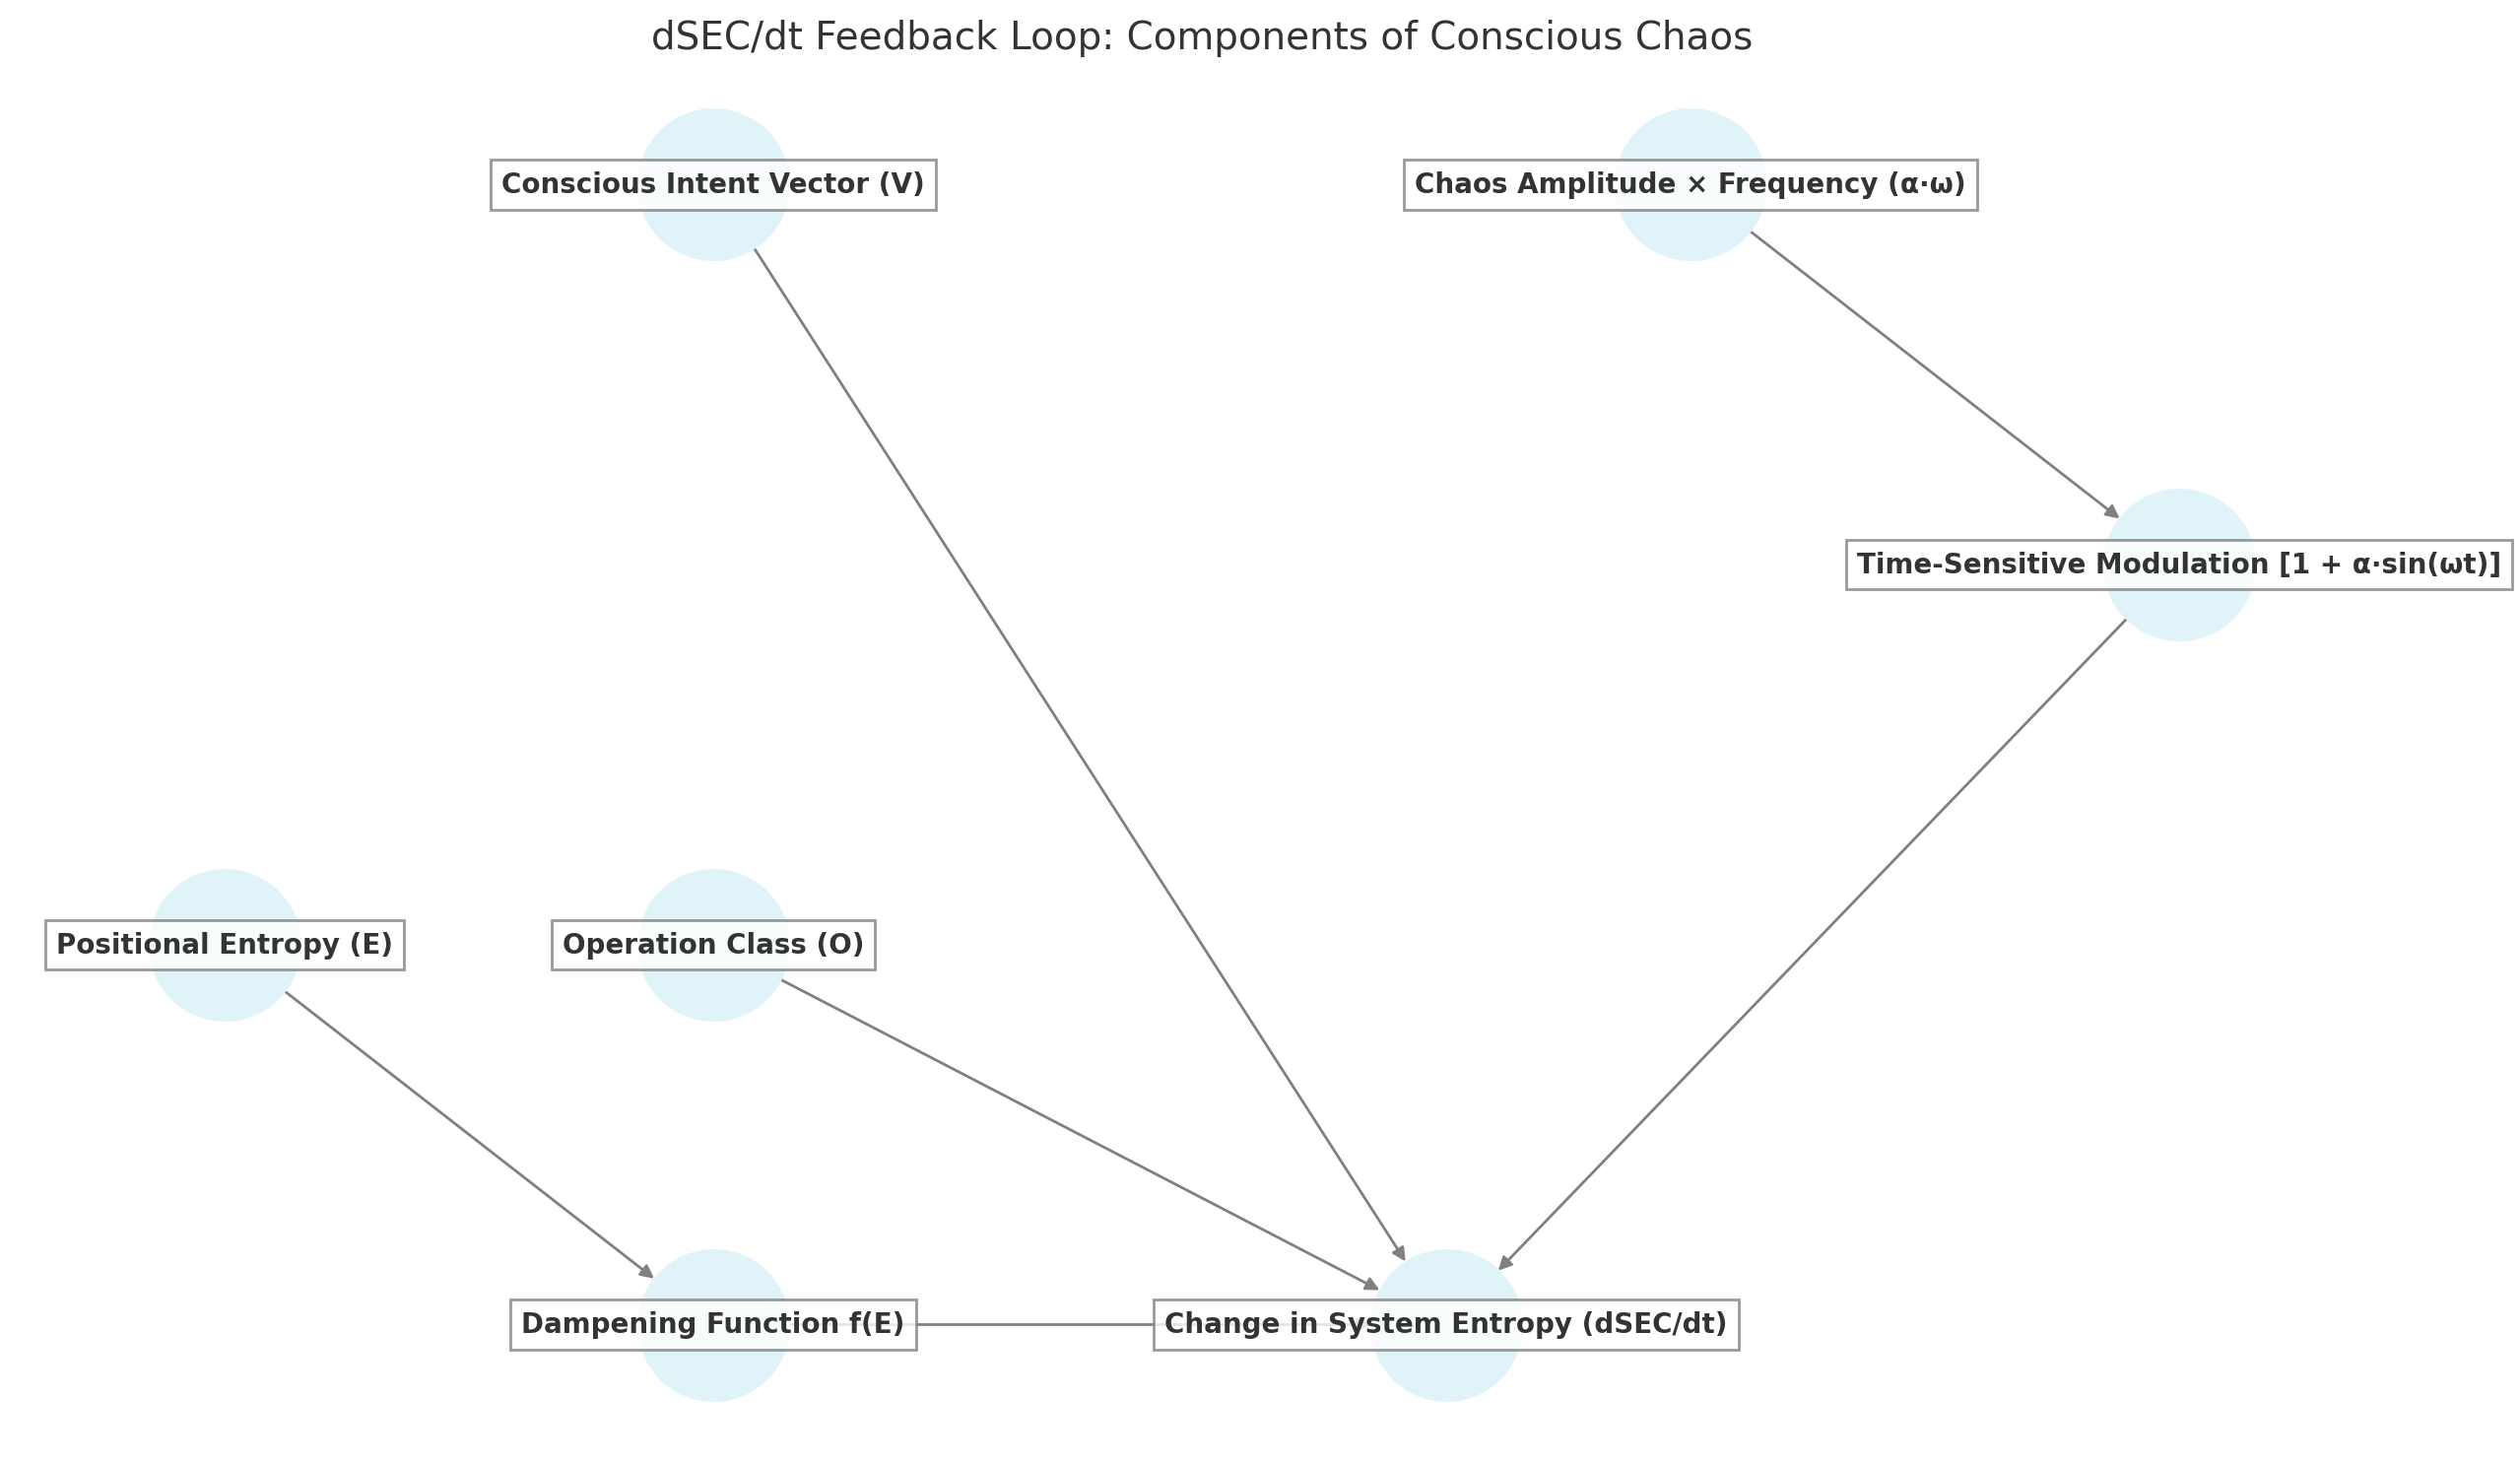 dSEC/dt Feedback Loop: Components of Conscious Chaos
Conscious Intent Vector (V)
Chaos Amplitude × Frequency (α·ω)
Time-Sensitive Modulation [1 + α·sin(ωt)]
Positional Entropy (E)
Operation Class (O)
Dampening Function f(E)
Change in System Entropy (dSEC/dt)